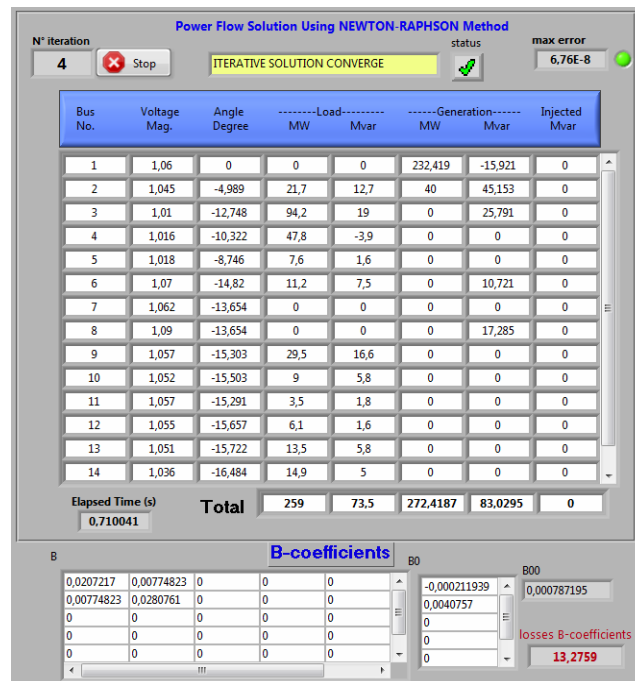 Power Flow Solution Using NEWTON-RAPHSON Method
N° iteration status max error
4 Stop ITERATIVE SOLUTION CONVERGE 6,76E-8
Bus Voltage Angle --------Load--------- ------Generation------ Injected
No. Mag. Degree MW Mvar MW Mvar Mvar
1 1,06 0 0 0 232,419 -15,921 0
2 1,045 -4,989 21,7 12,7 40 45,153 0
3 1,01 -12,748 94,2 19 0 25,791 0
4 1,016 -10,322 47,8 -3,9 0 0 0
5 1,018 -8,746 7,6 1,6 0 0 0
6 1,07 -14,82 11,2 7,5 0 10,721 0
7 1,062 -13,654 0 0 0 0 0
8 1,09 -13,654 0 0 0 17,285 0
9 1,057 -15,303 29,5 16,6 0 0 0
10 1,052 -15,503 9 5,8 0 0 0
11 1,057 -15,291 3,5 1,8 0 0 0
12 1,055 -15,657 6,1 1,6 0 0 0
13 1,051 -15,722 13,5 5,8 0 0 0
14 1,036 -16,484 14,9 5 0 0 0
Elapsed Time (s) Total 259 73,5 272,4187 83,0295 0
0,710041
B B-coefficients B0 B00
0,0207217 0,00774823 0 0 0 -0,000211939 0,000787195
0,00774823 0,0280761 0 0 0 0,0040757
0 0 0 0 0 0
0 0 0 0 0 0 losses B-coefficients
0 0 0 0 0 0 13,2759